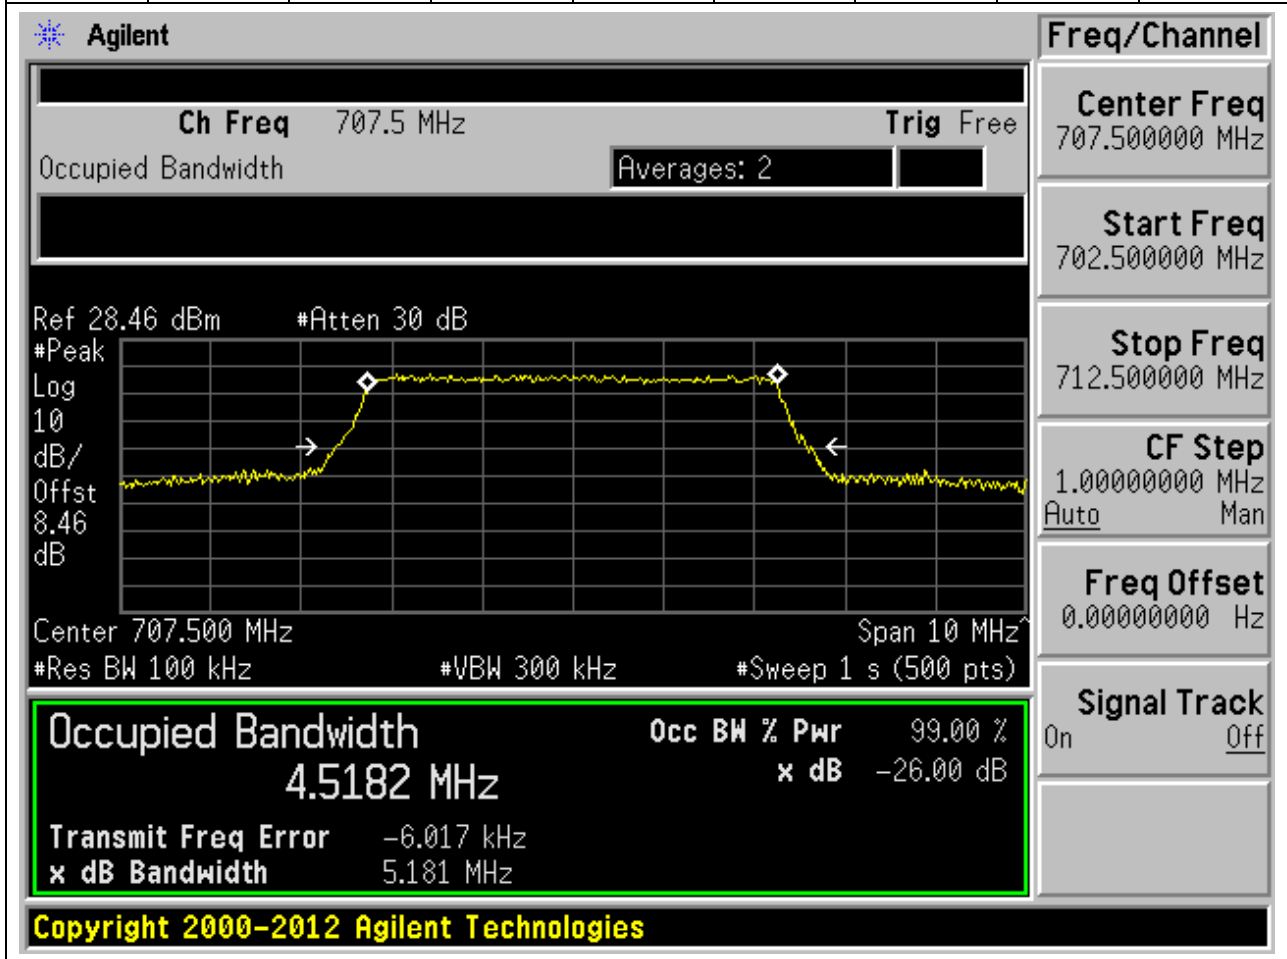 Agilent
Freq/Channel
Ch Freq 707.5 MHz Trig Free
Occupied Bandwidth Averages: 2
Center Freq
707.500000 MHz
Start Freq
702.500000 MHz
Stop Freq
712.500000 MHz
CF Step
1.00000000 MHz
Auto Man
Freq Offset
0.00000000 Hz
Signal Track
On Off
Ref 28.46 dBm #Atten 30 dB
#Peak
Log
10
dB/
Offst
8.46
dB
Center 707.500 MHz Span 10 MHz^
#Res BW 100 kHz #VBW 300 kHz #Sweep 1 s (500 pts)
Occupied Bandwidth Occ BW % Pwr 99.00 %
4.5182 MHz x dB -26.00 dB
Transmit Freq Error -6.017 kHz
x dB Bandwidth 5.181 MHz
Copyright 2000-2012 Agilent Technologies